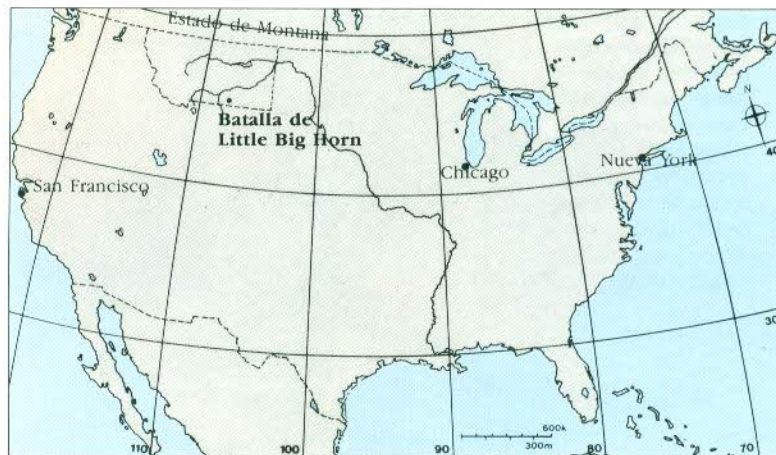 Estado de Montana
Batalla de
Little Big Horn
San Francisco
Chicago
Nueva York
N
40
30
110
100
90
80
70
600k
300m